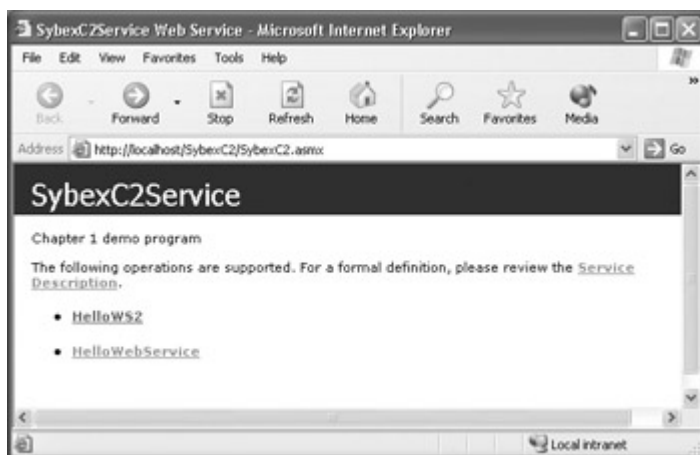 SybexC2Service Web Service - Microsoft Internet Explorer
File Edit View Favorites Tools Help
Back Forward Stop Refresh Home Search Favorites Media
Address http://localhost/SybexC2/SybexC2.asmx Go
SybexC2Service
Chapter 1 demo program
The following operations are supported. For a formal definition, please review the Service
Description.
HelloWS2
HelloWebService
Local intranet